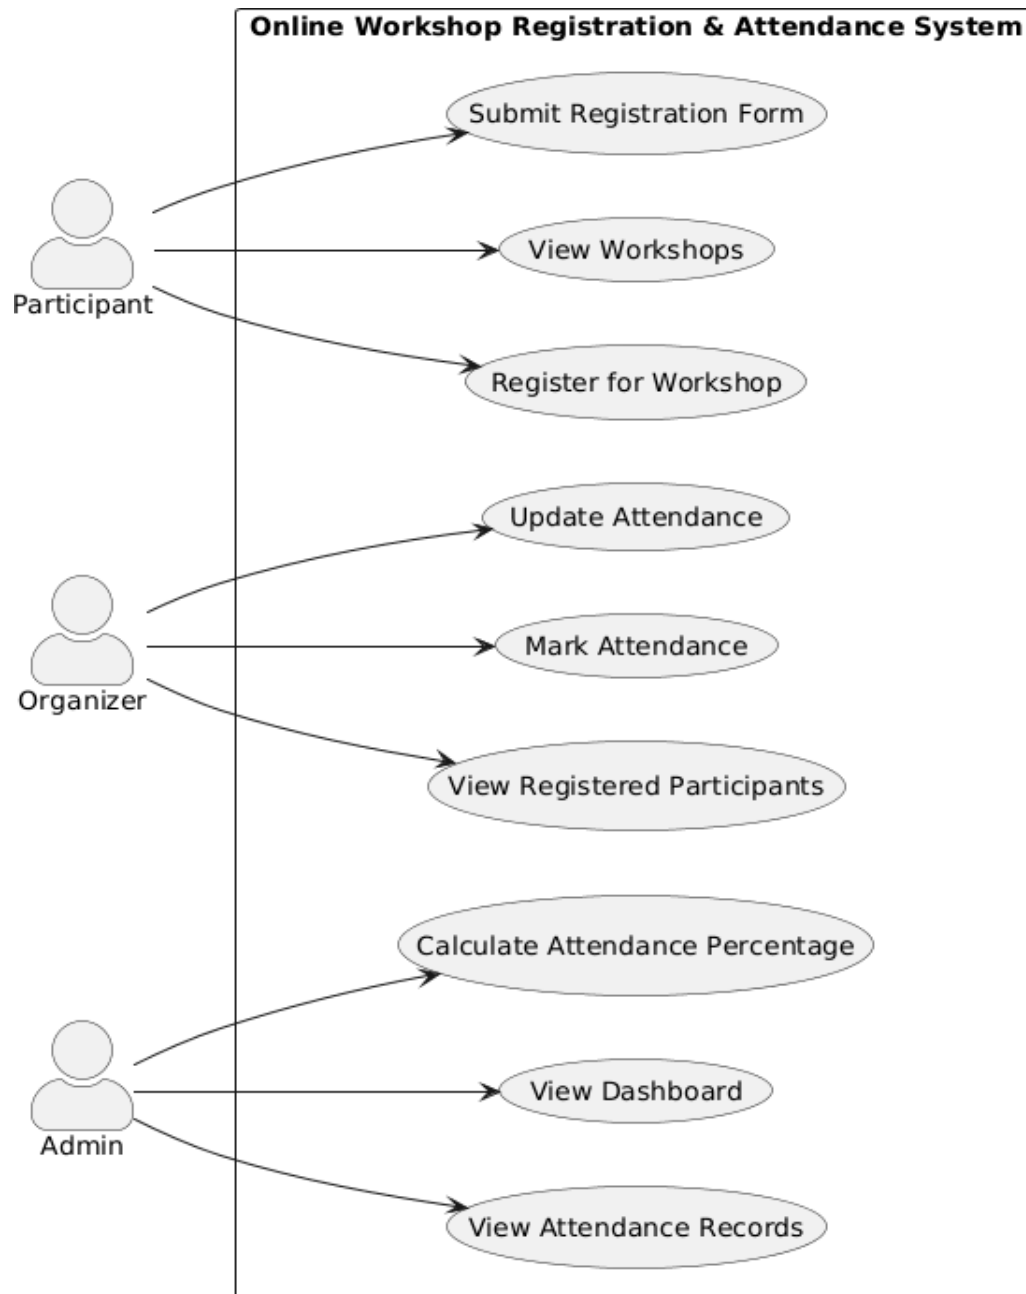 Online Workshop Registration & Attendance System
Submit Registration Form
View Workshops
Participant
Register for Workshop
Update Attendance
Mark Attendance
Organizer
View Registered Participants
Calculate Attendance Percentage
View Dashboard
Admin
View Attendance Records